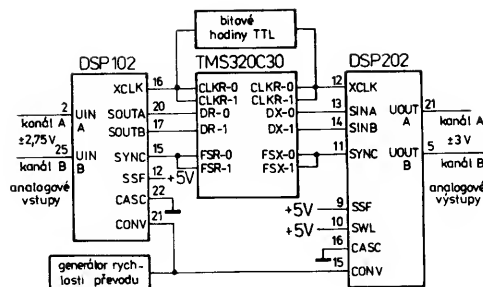 bitové
hodiny TTL
DSP102
TMS320C30
DSP202
XCLK 16
CLKR-0
CLKR-1
CLKR-0
CLKR-1
12 XCLK
2 UIN A
kanál A
±2,75V
SOUTA 20
DR-0
DX-0
13 SINA
UOUT A 21
kanál A
±3V
SOUTB 17
DR-1
DX-1
14 SINB
25 UIN B
kanál B
analogové
vstupy
SYNC 15
FSR-0
FSR-1
FSX-0
FSX-1
11 SYNC
UOUT B 5
kanál B
analogové
výstupy
SSF 12
+5V
CASC 22
CONV 21
+5V 9 SSF
+5V 10 SWL
16 CASC
15 CONV
generátor rych-
losti převodu